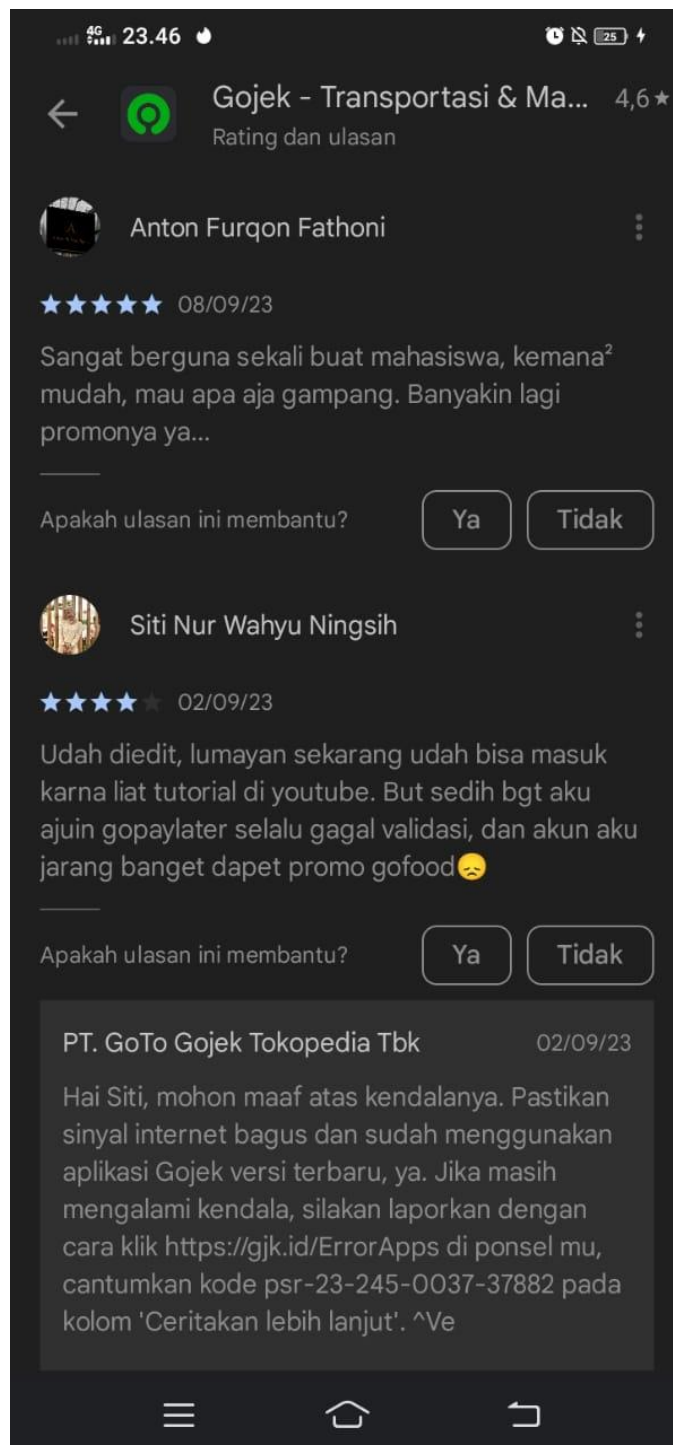 4G 23.46 25
Gojek - Transportasi & Ma... 4,6★
Rating dan ulasan
Anton Furqon Fathoni
★★★★★ 08/09/23
Sangat berguna sekali buat mahasiswa, kemana²
mudah, mau apa aja gampang. Banyakin lagi
promonya ya...
Apakah ulasan ini membantu? Ya Tidak
Siti Nur Wahyu Ningsih
★★★★★ 02/09/23
Udah diedit, lumayan sekarang udah bisa masuk
karna liat tutorial di youtube. But sedih bgt aku
ajuin gopaylater selalu gagal validasi, dan akun aku
jarang banget dapet promo gofood😞
Apakah ulasan ini membantu? Ya Tidak
PT. GoTo Gojek Tokopedia Tbk 02/09/23
Hai Siti, mohon maaf atas kendalanya. Pastikan
sinyal internet bagus dan sudah menggunakan
aplikasi Gojek versi terbaru, ya. Jika masih
mengalami kendala, silakan laporkan dengan
cara klik https://gjk.id/ErrorApps di ponsel mu,
cantumkan kode psr-23-245-0037-37882 pada
kolom 'Ceritakan lebih lanjut'. ^Ve